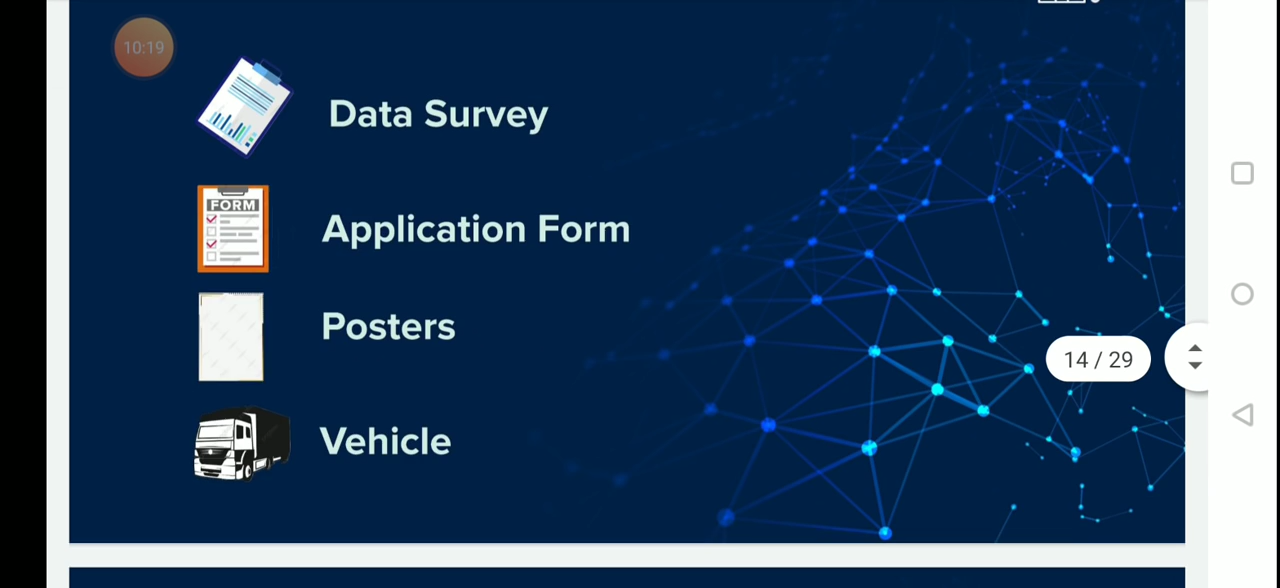 10:19
Data Survey
FORM
Application Form
Posters
14 / 29
Vehicle